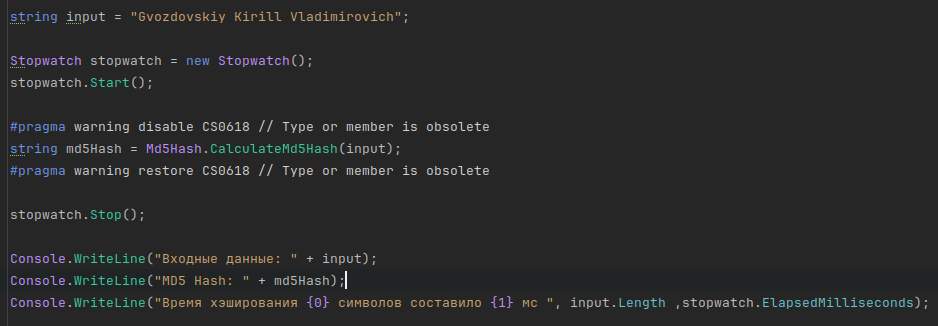 string input = "Gvozdovskiy Kirill Vladimirovich";
Stopwatch stopwatch = new Stopwatch();
stopwatch.Start();
#pragma warning disable CS0618 // Type or member is obsolete
string md5Hash = Md5Hash.CalculateMd5Hash(input);
#pragma warning restore CS0618 // Type or member is obsolete
stopwatch.Stop();
Console.WriteLine("Входные данные: " + input);
Console.WriteLine("MD5 Hash: " + md5Hash);
Console.WriteLine("Время хэширования {0} символов составило {1} мс ", input.Length ,stopwatch.ElapsedMilliseconds);